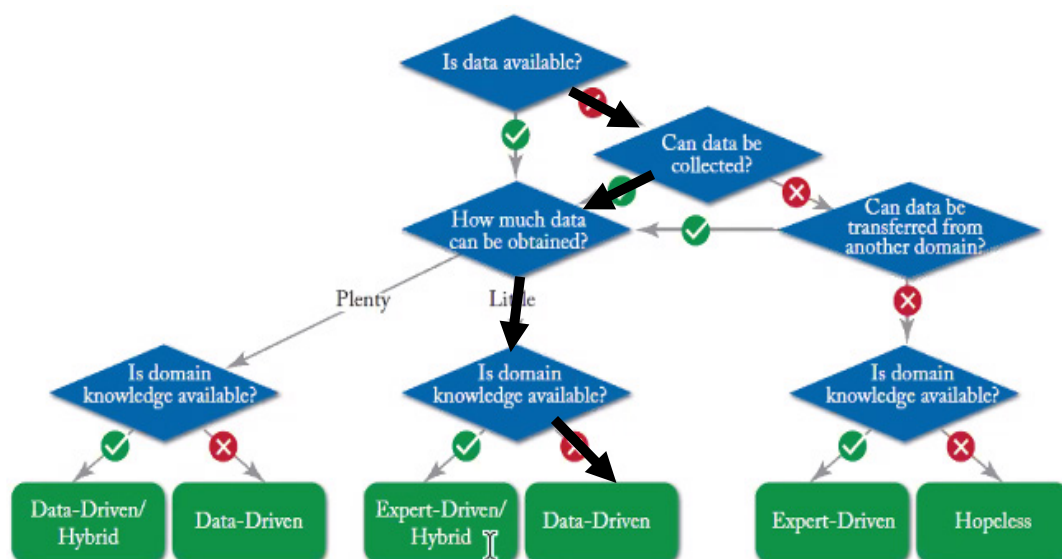 Is data available?
Can data be
collected?
How much data
can be obtained?
Can data be
transferred from
another domain?
Plenty
Little
Is domain
knowledge available?
Is domain
knowledge available?
Is domain
knowledge available?
Data-Driven/
Hybrid
Data-Driven
Expert-Driven/
Hybrid
Data-Driven
Expert-Driven
Hopeless